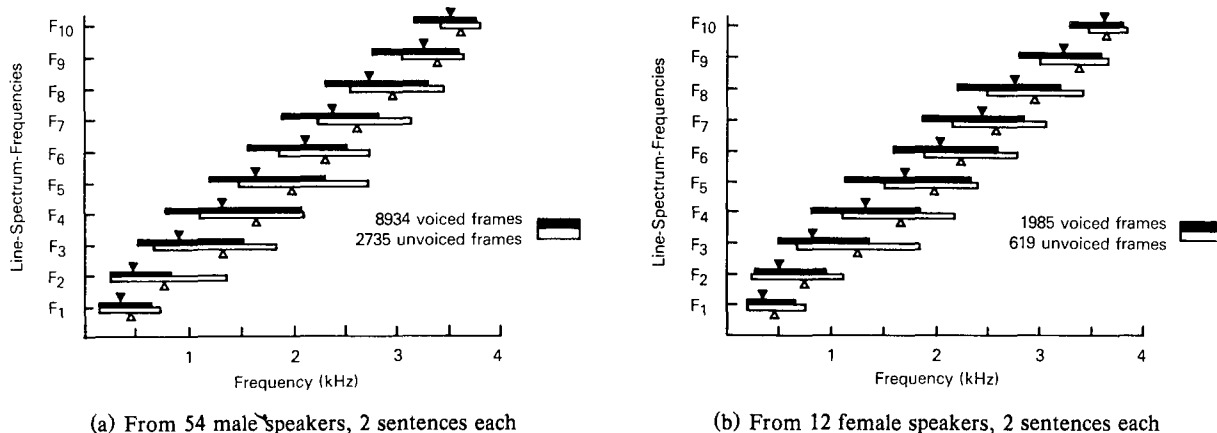 Line-Spectrum-Frequencies
F10
F9
F8
F7
F6
F5
F4
F3
F2
F1
8934 voiced frames
2735 unvoiced frames
1 2 3 4
Frequency (kHz)
(a) From 54 male speakers, 2 sentences each
Line-Spectrum-Frequencies
F10
F9
F8
F7
F6
F5
F4
F3
F2
F1
1985 voiced frames
619 unvoiced frames
1 2 3 4
Frequency (kHz)
(b) From 12 female speakers, 2 sentences each